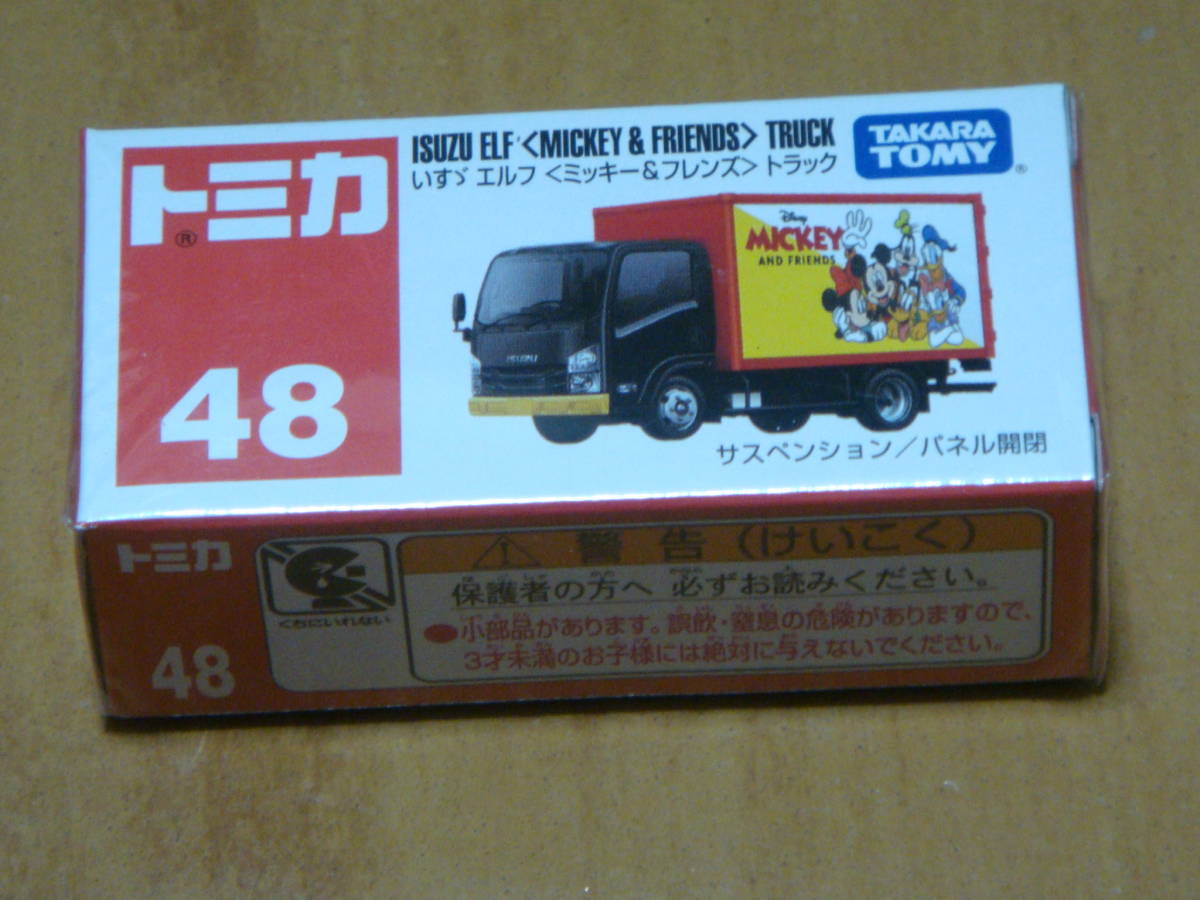 トミカ
®
48
ISUZU ELF <MICKEY & FRIENDS> TRUCK
いすゞ エルフ <ミッキー&フレンズ> トラック
TAKARA
TOMY
®
Disney
MICKEY
AND FRIENDS
ISUZU
サスペンション/パネル開閉
トミカ
48
くちにいれない
警告(けいこく)
保護者の方へ 必ずお読みください。
●小部品があります。誤飲・窒息の危険がありますので、
3才未満のお子様には絶対に与えないでください。